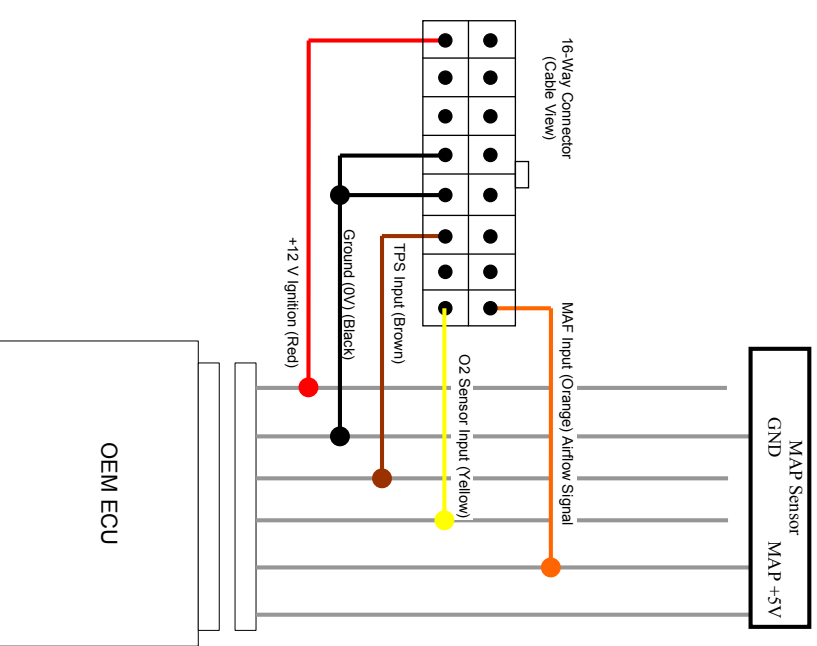 16-Way Connector
(Cable View)
+12 V Ignition (Red)
Ground (0V) (Black)
TPS Input (Brown)
O2 Sensor Input (Yellow)
MAF Input (Orange) Airflow Signal
OEM ECU
MAP Sensor
GND
MAP +5V